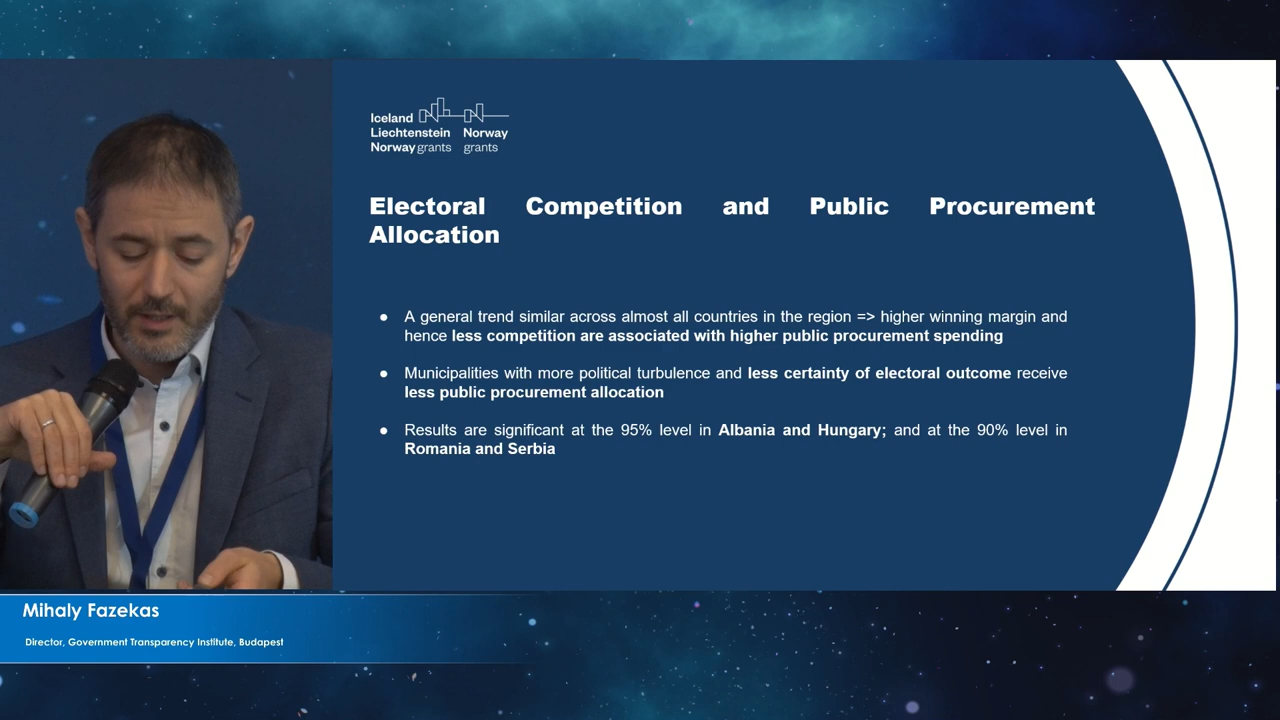 Iceland
Liechtenstein Norway
Norway grants grants
Electoral Competition and Public Procurement
Allocation
● A general trend similar across almost all countries in the region => higher winning margin and
hence less competition are associated with higher public procurement spending
● Municipalities with more political turbulence and less certainty of electoral outcome receive
less public procurement allocation
● Results are significant at the 95% level in Albania and Hungary; and at the 90% level in
Romania and Serbia
Mihaly Fazekas
Director, Government Transparency Institute, Budapest